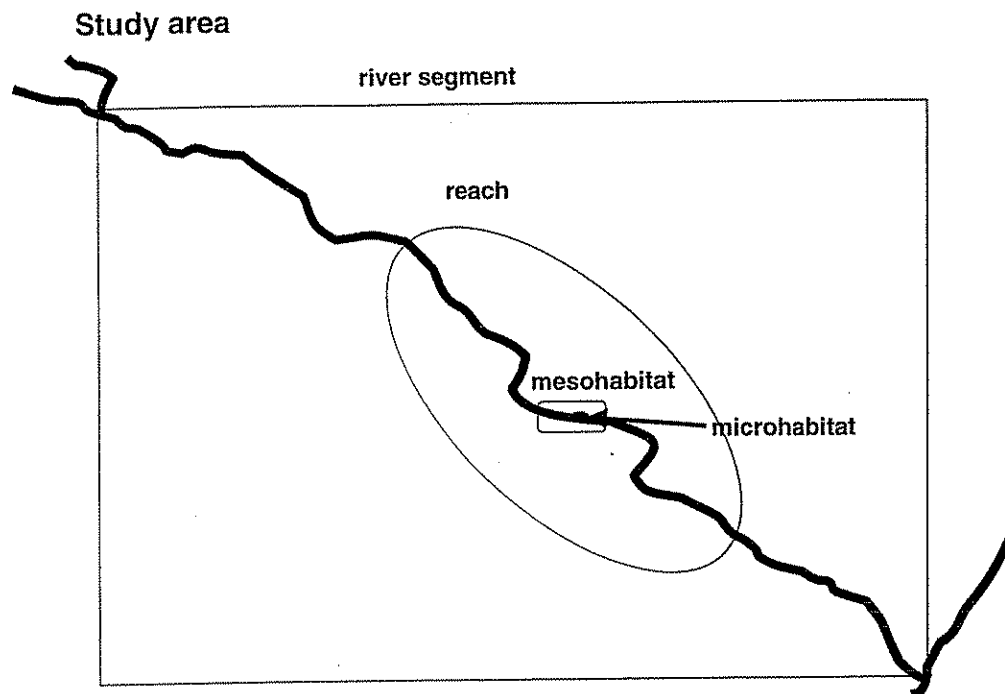 Study area
river segment
reach
mesohabitat
microhabitat